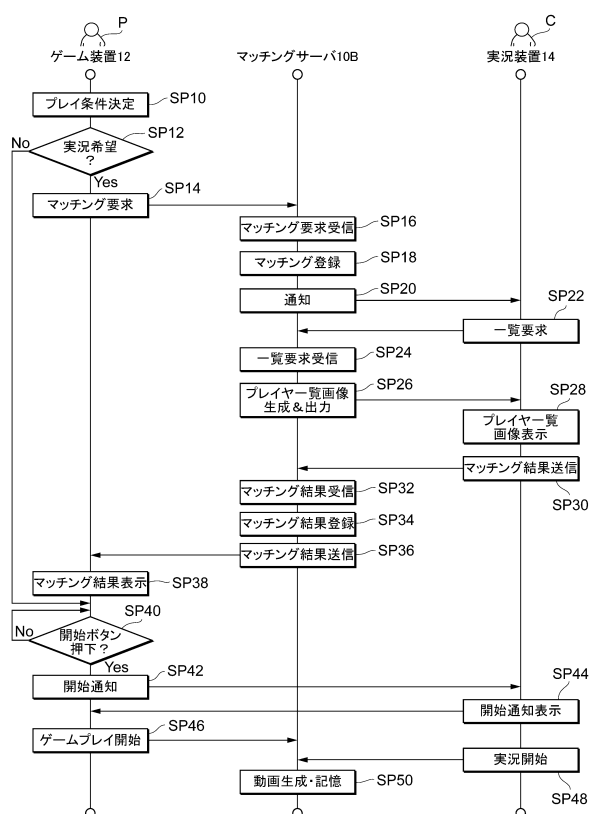 P
C
ゲーム装置12
マッチングサーバ10B
実況装置14
プレイ条件決定
SP10
実況希望
?
SP12
No
Yes
マッチング要求
SP14
マッチング要求受信
SP16
マッチング登録
SP18
通知
SP20
一覧要求
SP22
一覧要求受信
SP24
プレイヤ一覧画像
生成&出力
SP26
プレイヤ一覧
画像表示
SP28
マッチング結果送信
SP30
マッチング結果受信
SP32
マッチング結果登録
SP34
マッチング結果送信
SP36
マッチング結果表示
SP38
開始ボタン
押下?
SP40
No
Yes
開始通知
SP42
開始通知表示
SP44
ゲームプレイ開始
SP46
実況開始
SP48
動画生成・記憶
SP50